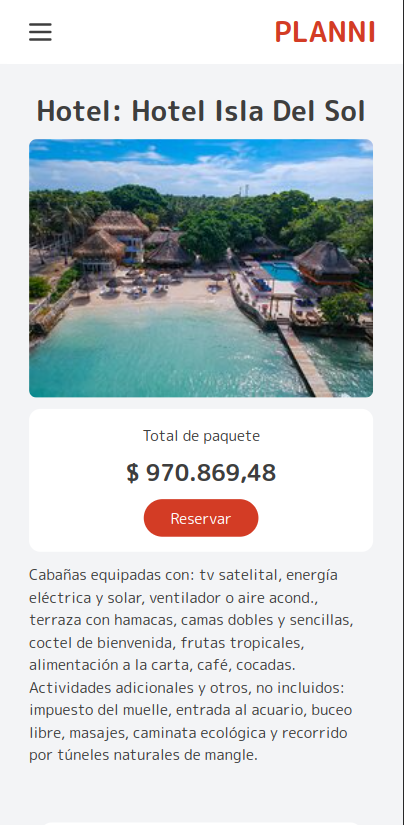 PLANNI
Hotel: Hotel Isla Del Sol
Total de paquete
$ 970.869,48
Reservar
Cabañas equipadas con: tv satelital, energía
eléctrica y solar, ventilador o aire acond.,
terraza con hamacas, camas dobles y sencillas,
coctel de bienvenida, frutas tropicales,
alimentación a la carta, café, cocadas.
Actividades adicionales y otros, no incluidos:
impuesto del muelle, entrada al acuario, buceo
libre, masajes, caminata ecológica y recorrido
por túneles naturales de mangle.